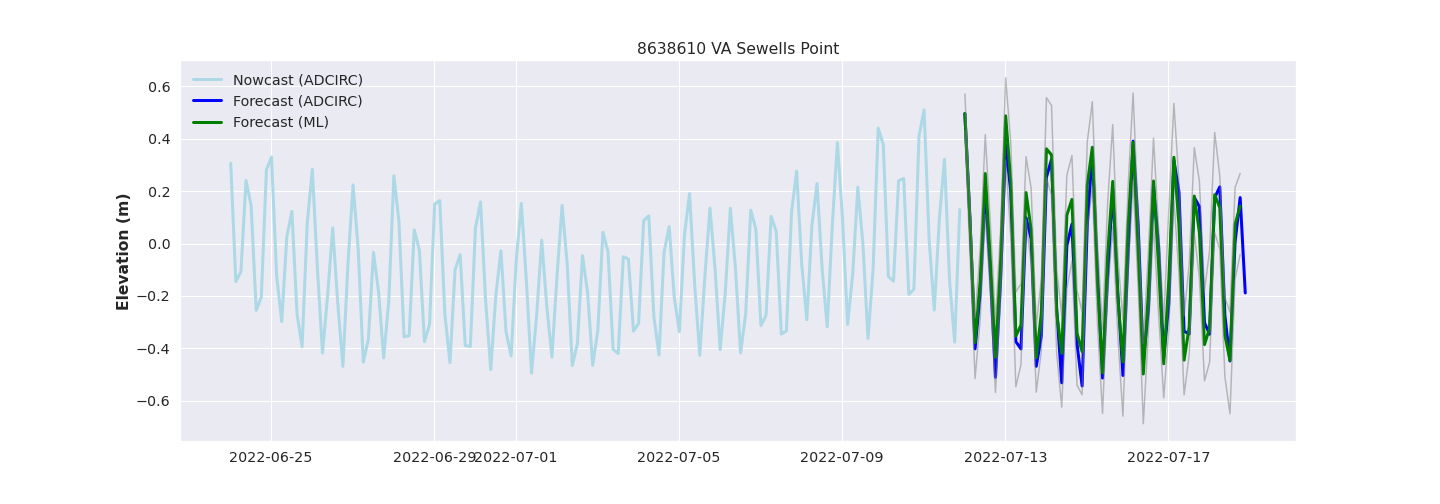 8638610 VA Sewells Point
Nowcast (ADCIRC)
Forecast (ADCIRC)
Forecast (ML)
Elevation (m)
0.6
0.4
0.2
0.0
−0.2
−0.4
−0.6
2022-06-25
2022-06-29
2022-07-01
2022-07-05
2022-07-09
2022-07-13
2022-07-17